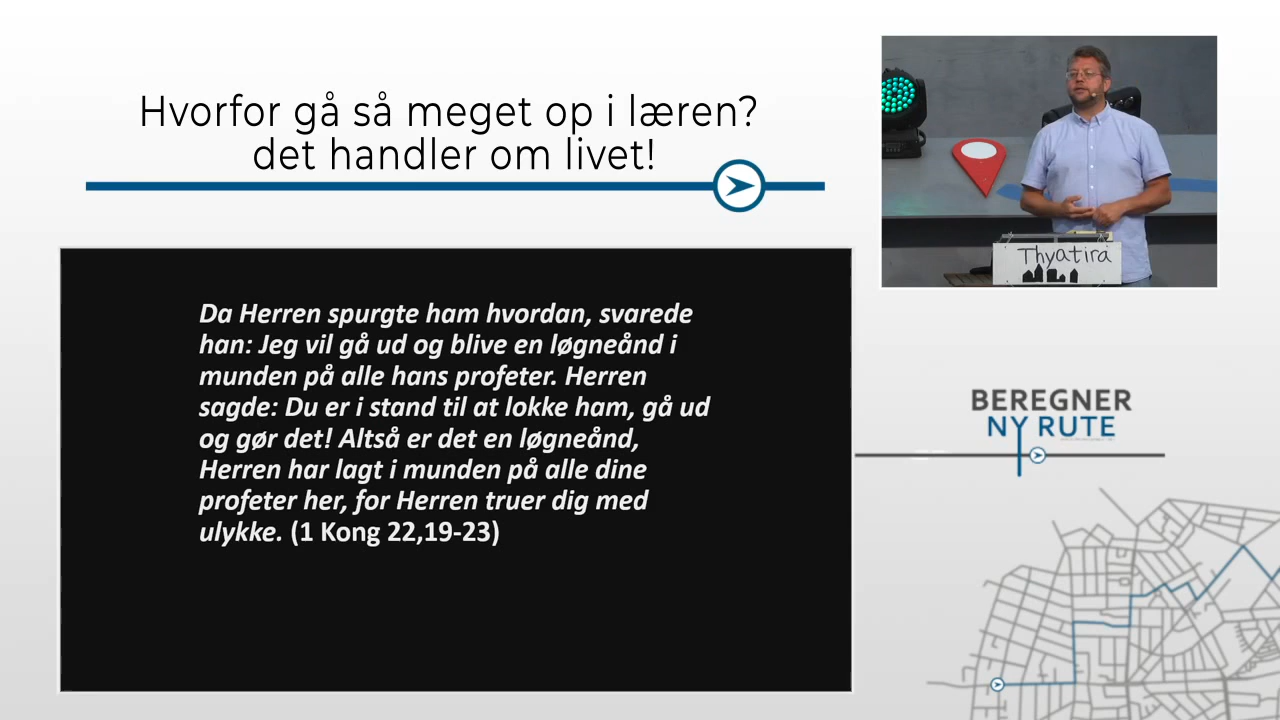 Hvorfor gå så meget op i læren?
det handler om livet!
Thyatira
Da Herren spurgte ham hvordan, svarede
han: Jeg vil gå ud og blive en løgneånd i
munden på alle hans profeter. Herren
sagde: Du er i stand til at lokke ham, gå ud
og gør det! Altså er det en løgneånd,
Herren har lagt i munden på alle dine
profeter her, for Herren truer dig med
ulykke. (1 Kong 22,19-23)
BEREGNER
NY RUTE